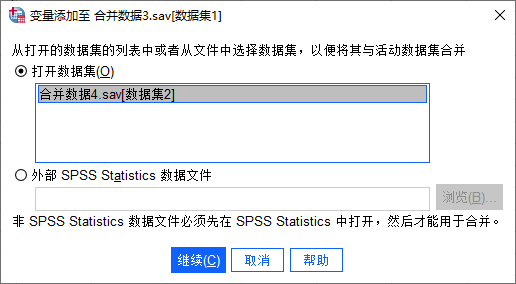 变量添加至 合并数据3.sav[数据集1]
从打开的数据集的列表中或者从文件中选择数据集，以便将其与活动数据集合并
打开数据集(O)
合并数据4.sav[数据集2]
外部 SPSS Statistics 数据文件
浏览(B)...
非 SPSS Statistics 数据文件必须先在 SPSS Statistics 中打开，然后才能用于合并。
继续(C) 取消 帮助